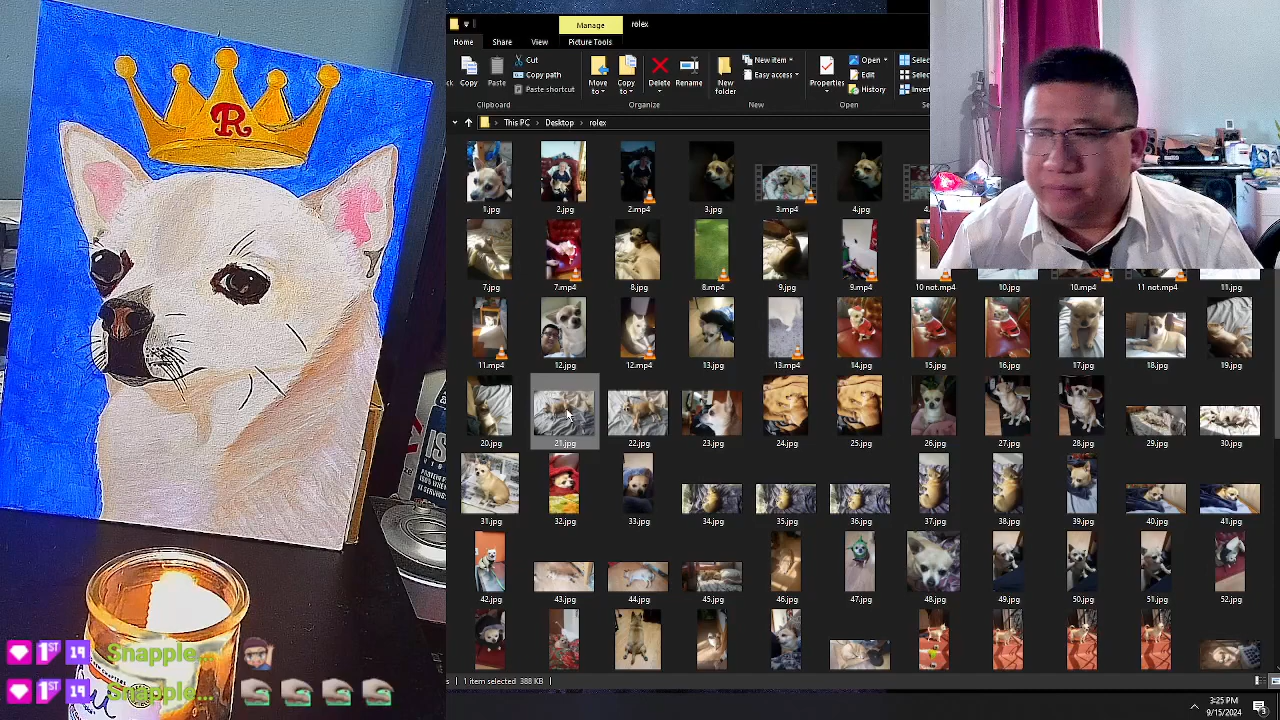 Manage
rolex
Home
Share
View
Picture Tools
Copy
Paste
Cut
Copy path
Paste shortcut
Move to
Copy to
Delete
Rename
New folder
New item
Easy access
Properties
Open
Edit
History
Select
Clipboard
Organize
New
Open
This PC > Desktop > rolex
1.jpg
2.jpg
2.mp4
3.jpg
3.mp4
4.jpg
7.jpg
7.mp4
8.jpg
8.mp4
9.jpg
9.mp4
10 not.mp4
10.jpg
10.mp4
11 not.mp4
11.jpg
11.mp4
12.jpg
12.mp4
13.jpg
13.mp4
14.jpg
15.jpg
16.jpg
17.jpg
18.jpg
19.jpg
20.jpg
21.jpg
22.jpg
23.jpg
24.jpg
25.jpg
26.jpg
27.jpg
28.jpg
29.jpg
30.jpg
31.jpg
32.jpg
33.jpg
34.jpg
35.jpg
36.jpg
37.jpg
38.jpg
39.jpg
40.jpg
41.jpg
42.jpg
43.jpg
44.jpg
45.jpg
46.jpg
47.jpg
48.jpg
49.jpg
50.jpg
51.jpg
52.jpg
1 item selected 388 KB
3:25 PM
9/15/2024
R
1ST 19 Snapple...
1ST 19 Snapple...